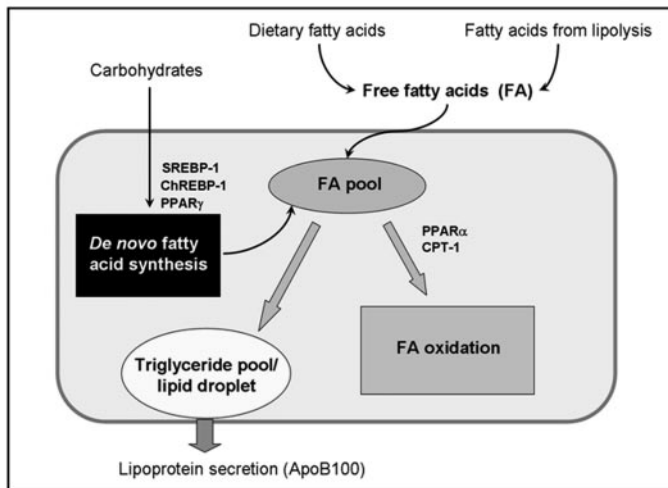 Dietary fatty acids
Fatty acids from lipolysis
Carbohydrates
Free fatty acids (FA)
SREBP-1
ChREBP-1
PPARγ
FA pool
De novo fatty
acid synthesis
PPARα
CPT-1
Triglyceride pool/
lipid droplet
FA oxidation
Lipoprotein secretion (ApoB100)